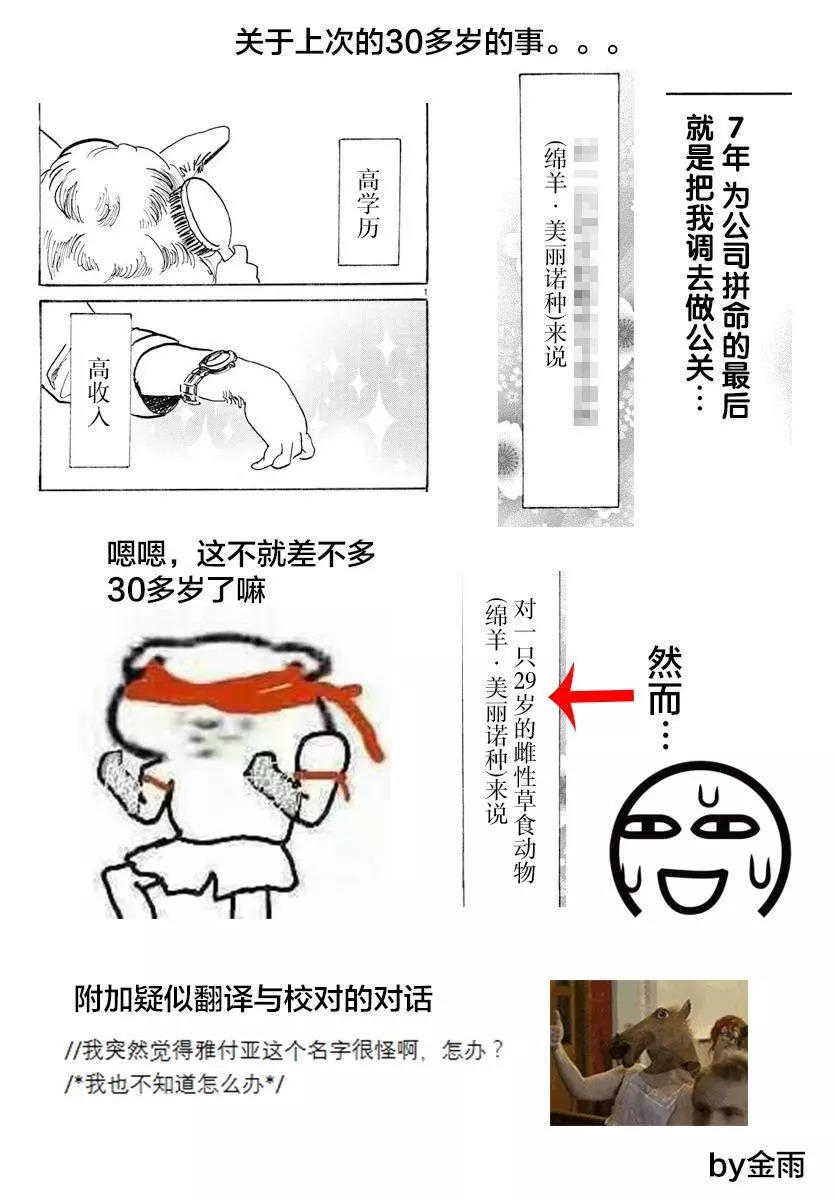 关于上次的30多岁的事。。。
高学历
高收入
(绵羊·美丽诺种)来说
7年 为公司拼命的最后
就是把我调去做公关…
嗯嗯，这不就差不多
30多岁了嘛
对一只29岁的雌性草食动物
(绵羊·美丽诺种)来说
然而…
附加疑似翻译与校对的对话
//我突然觉得雅付亚这个名字很怪啊，怎办？
/*我也不知道怎么办*/
by金雨